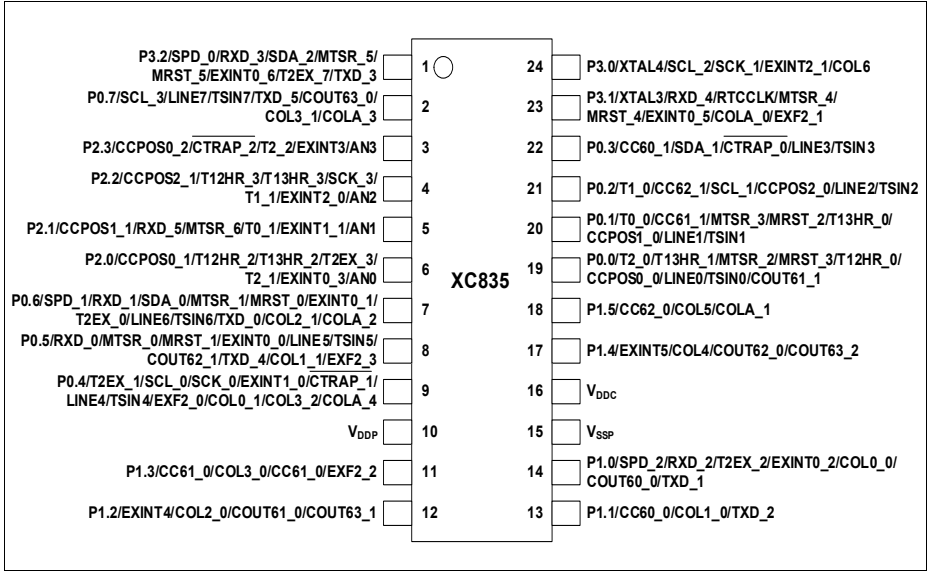 P3.2/SPD_0/RXD_3/SDA_2/MTSR_5/
MRST_5/EXINT0_6/T2EX_7/TXD_3
1
P0.7/SCL_3/LINE7/TSIN7/TXD_5/COUT63_0/
COL3_1/COLA_3
2
P2.3/CCPOS0_2/CTRAP_2/T2_2/EXINT3/AN3
3
P2.2/CCPOS2_1/T12HR_3/T13HR_3/SCK_3/
T1_1/EXINT2_0/AN2
4
P2.1/CCPOS1_1/RXD_5/MTSR_6/T0_1/EXINT1_1/AN1
5
P2.0/CCPOS0_1/T12HR_2/T13HR_2/T2EX_3/
T2_1/EXINT0_3/AN0
6
P0.6/SPD_1/RXD_1/SDA_0/MTSR_1/MRST_0/EXINT0_1/
T2EX_0/LINE6/TSIN6/TXD_0/COL2_1/COLA_2
7
P0.5/RXD_0/MTSR_0/MRST_1/EXINT0_0/LINE5/TSIN5/
COUT62_1/TXD_4/COL1_1/EXF2_3
8
P0.4/T2EX_1/SCL_0/SCK_0/EXINT1_0/CTRAP_1/
LINE4/TSIN4/EXF2_0/COL0_1/COL3_2/COLA_4
9
VDDP
10
P1.3/CC61_0/COL3_0/CC61_0/EXF2_2
11
P1.2/EXINT4/COL2_0/COUT61_0/COUT63_1
12
XC835
24
P3.0/XTAL4/SCL_2/SCK_1/EXINT2_1/COL6
23
P3.1/XTAL3/RXD_4/RTCCLK/MTSR_4/
MRST_4/EXINT0_5/COLA_0/EXF2_1
22
P0.3/CC60_1/SDA_1/CTRAP_0/LINE3/TSIN3
21
P0.2/T1_0/CC62_1/SCL_1/CCPOS2_0/LINE2/TSIN2
20
P0.1/T0_0/CC61_1/MTSR_3/MRST_2/T13HR_0/
CCPOS1_0/LINE1/TSIN1
19
P0.0/T2_0/T13HR_1/MTSR_2/MRST_3/T12HR_0/
CCPOS0_0/LINE0/TSIN0/COUT61_1
18
P1.5/CC62_0/COL5/COLA_1
17
P1.4/EXINT5/COL4/COUT62_0/COUT63_2
16
VDDC
15
VSSP
14
P1.0/SPD_2/RXD_2/T2EX_2/EXINT0_2/COL0_0/
COUT60_0/TXD_1
13
P1.1/CC60_0/COL1_0/TXD_2